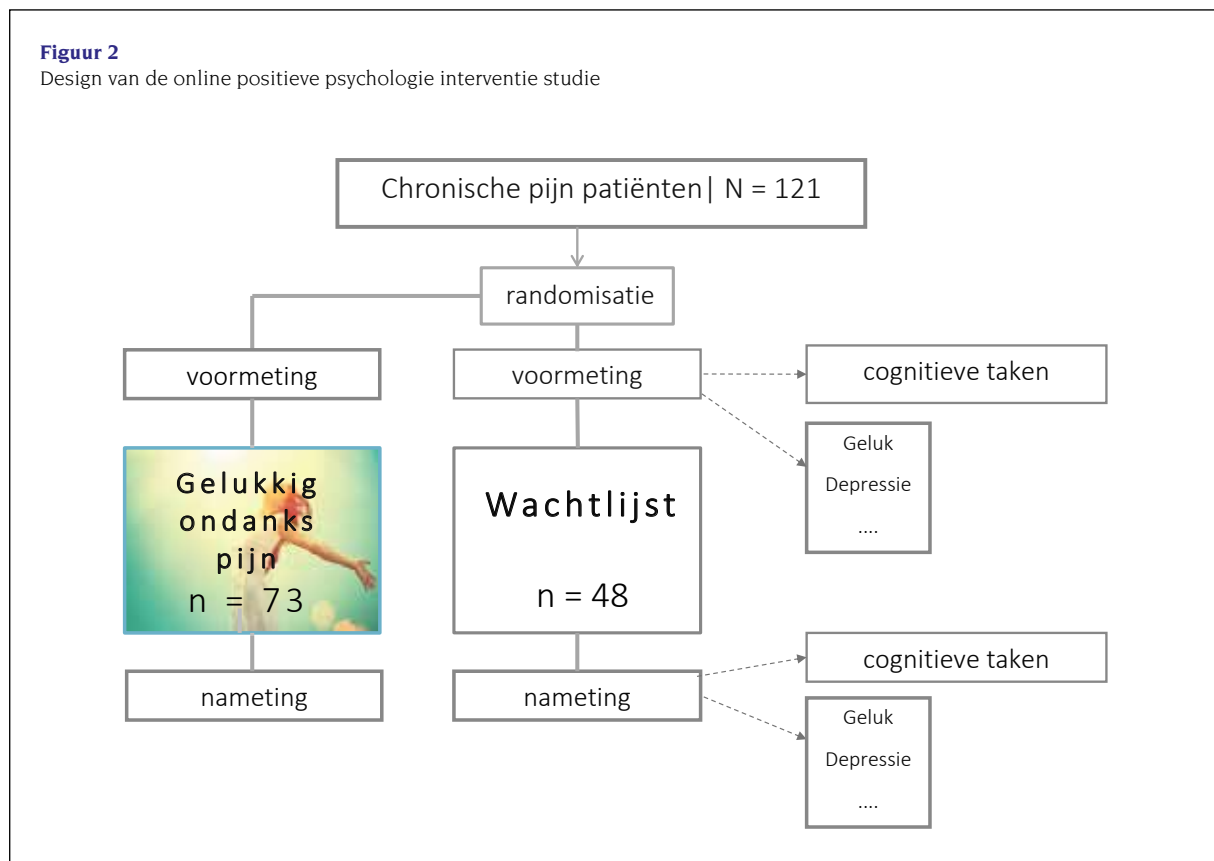 Figuur 2
Design van de online positieve psychologie interventie studie
Chronische pijn patiënten| N = 121
randomisatie
voormeting
voormeting
cognitieve taken
Geluk
Depressie
....
Gelukkig
ondanks
pijn
n = 73
Wachtlijst
n = 48
nameting
nameting
cognitieve taken
Geluk
Depressie
....